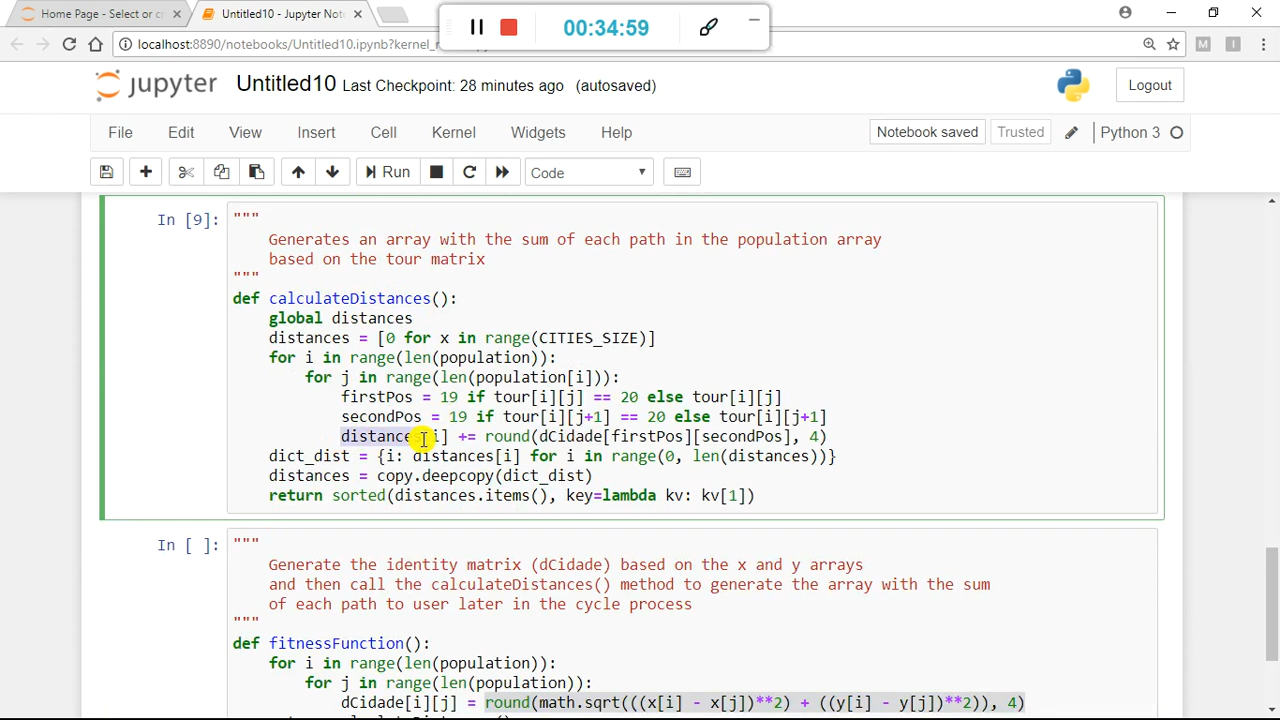 Home Page - Select or c
Untitled10 - Jupyter Not
00:34:59
localhost:8890/notebooks/Untitled10.ipynb?kernel_
jupyter Untitled10 Last Checkpoint: 28 minutes ago (autosaved)
Logout
File Edit View Insert Cell Kernel Widgets Help
Notebook saved Trusted Python 3
Run Code
In [9]:
"""
Generates an array with the sum of each path in the population array
based on the tour matrix
"""
def calculateDistances():
global distances
distances = [0 for x in range(CITIES_SIZE)]
for i in range(len(population)):
for j in range(len(population[i])):
firstPos = 19 if tour[i][j] == 20 else tour[i][j]
secondPos = 19 if tour[i][j+1] == 20 else tour[i][j+1]
distances[i] += round(dCidade[firstPos][secondPos], 4)
dict_dist = {i: distances[i] for i in range(0, len(distances))}
distances = copy.deepcopy(dict_dist)
return sorted(distances.items(), key=lambda kv: kv[1])
In [ ]:
"""
Generate the identity matrix (dCidade) based on the x and y arrays
and then call the calculateDistances() method to generate the array with the sum
of each path to user later in the cycle process
"""
def fitnessFunction():
for i in range(len(population)):
for j in range(len(population)):
dCidade[i][j] = round(math.sqrt(((x[i] - x[j])**2) + ((y[i] - y[j])**2)), 4)